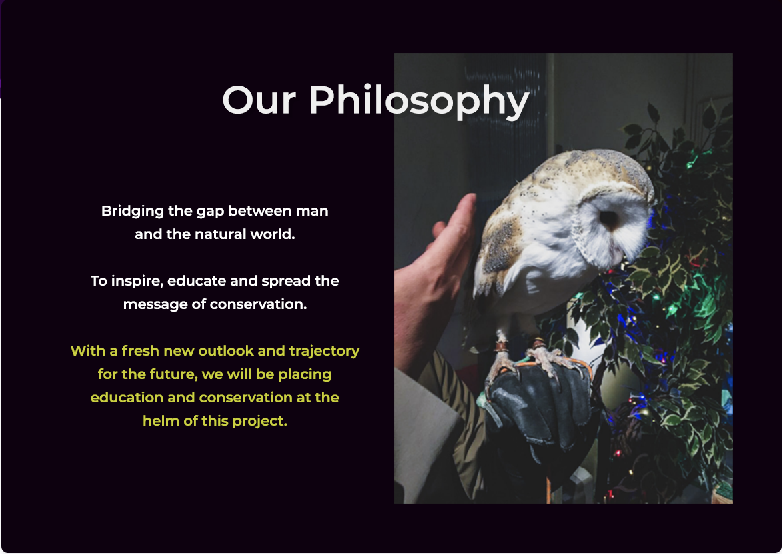 Our Philosophy
Bridging the gap between man
and the natural world.
To inspire, educate and spread the
message of conservation.
With a fresh new outlook and trajectory
for the future, we will be placing
education and conservation at the
helm of this project.